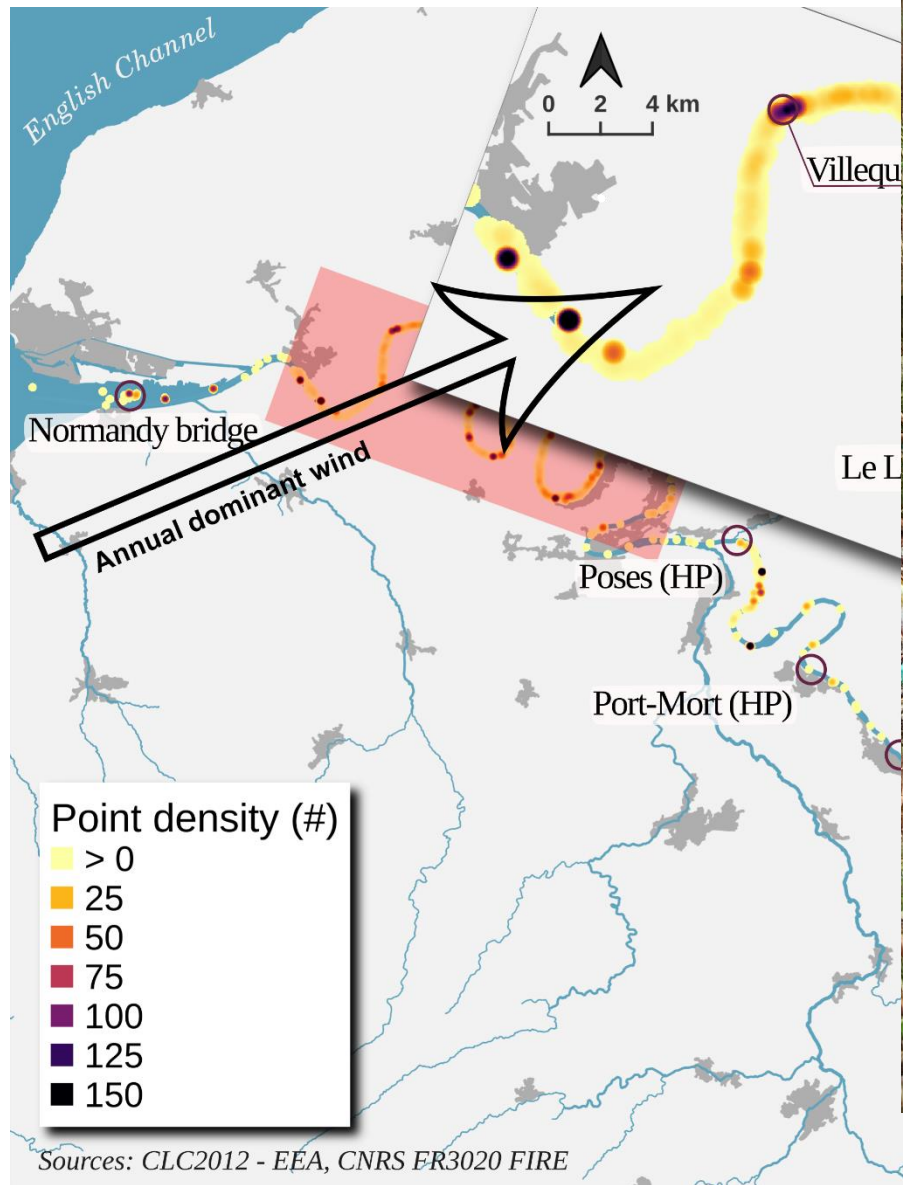 English Channel
0 2 4 km
Villequ
Normandy bridge
Annual dominant wind
Le L
Poses (HP)
Port-Mort (HP)
Point density (#)
> 0
25
50
75
100
125
150
Sources: CLC2012 - EEA, CNRS FR3020 FIRE